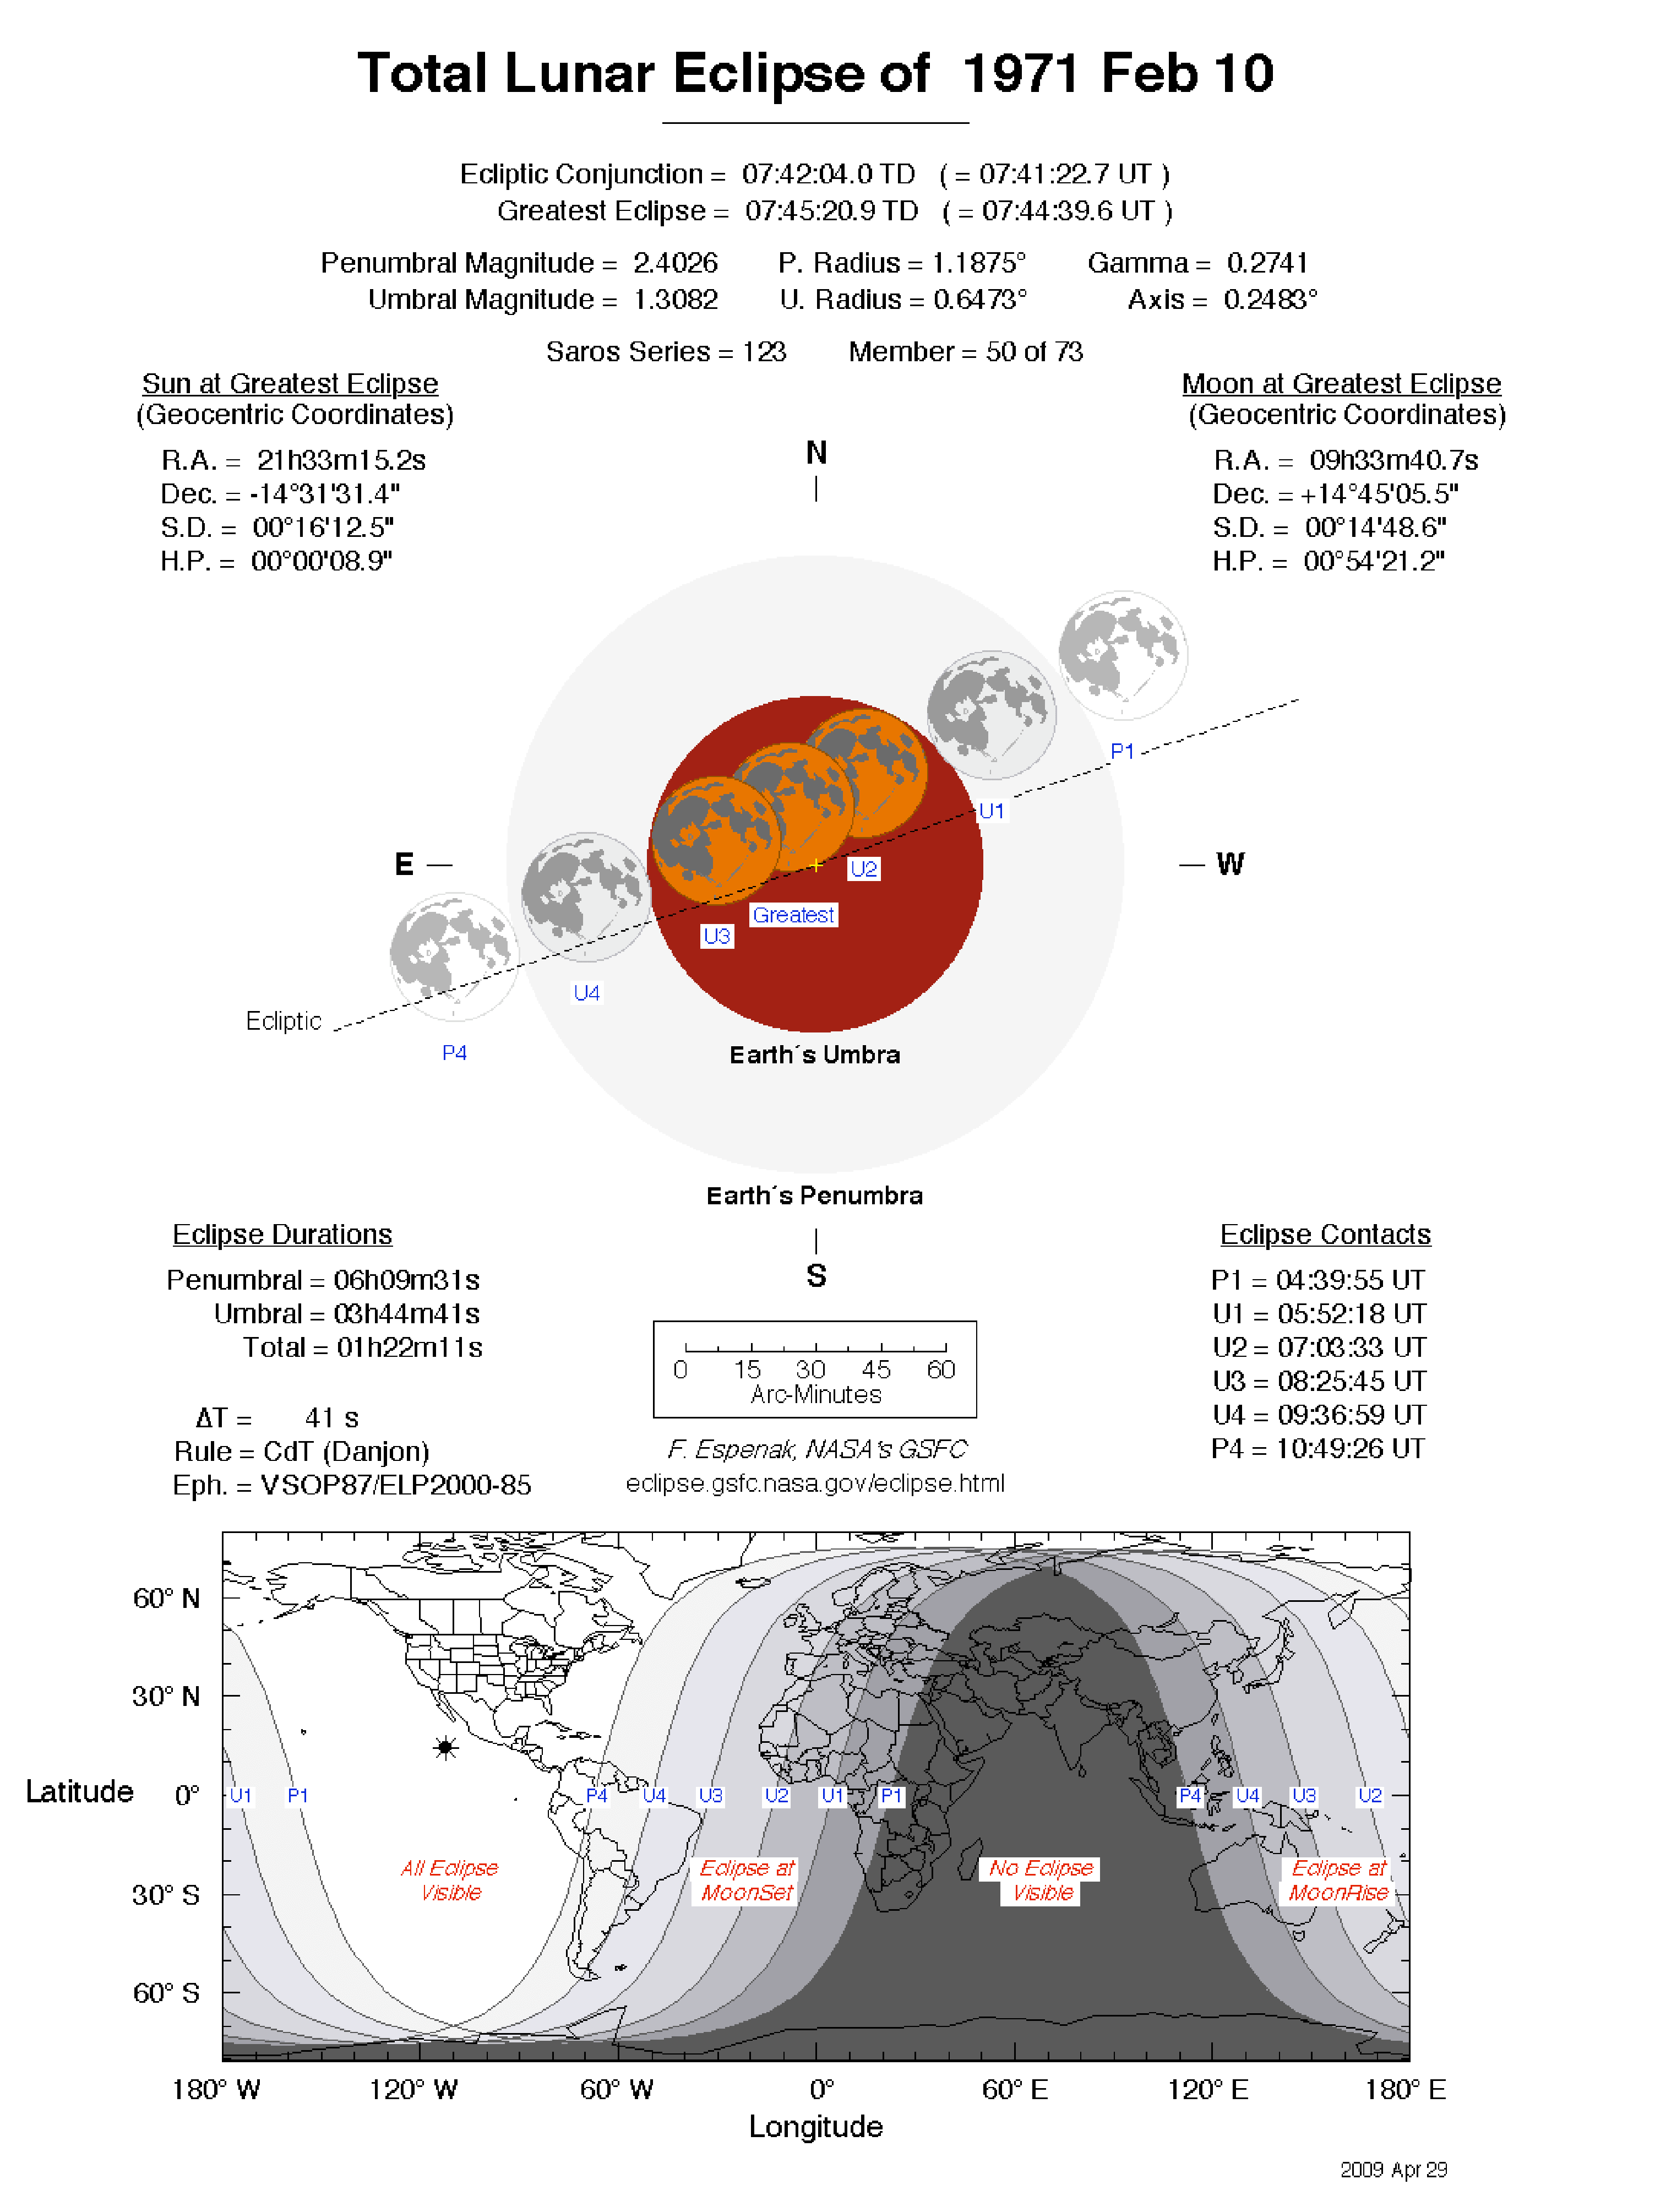 Total Lunar Eclipse of 1971 Feb 10
Ecliptic Conjunction = 07:42:04.0 TD ( = 07:41:22.7 UT )
Greatest Eclipse = 07:45:20.9 TD ( = 07:44:39.6 UT )
Penumbral Magnitude = 2.4026 P. Radius = 1.1875° Gamma = 0.2741
Umbral Magnitude = 1.3082 U. Radius = 0.6473° Axis = 0.2483°
Saros Series = 123 Member = 50 of 73
Sun at Greatest Eclipse
(Geocentric Coordinates)
R.A. = 21h33m15.2s
Dec. = -14°31'31.4"
S.D. = 00°16'12.5"
H.P. = 00°00'08.9"
Moon at Greatest Eclipse
(Geocentric Coordinates)
R.A. = 09h33m40.7s
Dec. = +14°45'05.5"
S.D. = 00°14'48.6"
H.P. = 00°54'21.2"
N
P1
U1
E
W
U2
Greatest
U3
U4
Ecliptic
P4
Earth´s Umbra
Earth´s Penumbra
S
Eclipse Durations
Penumbral = 06h09m31s
Umbral = 03h44m41s
Total = 01h22m11s
ΔT = 41 s
Rule = CdT (Danjon)
Eph. = VSOP87/ELP2000-85
0 15 30 45 60
Arc-Minutes
F. Espenak, NASA's GSFC
eclipse.gsfc.nasa.gov/eclipse.html
Eclipse Contacts
P1 = 04:39:55 UT
U1 = 05:52:18 UT
U2 = 07:03:33 UT
U3 = 08:25:45 UT
U4 = 09:36:59 UT
P4 = 10:49:26 UT
60° N
30° N
Latitude 0°
30° S
60° S
U1 P1 P4 U4 U3 U2 U1 P1 P4 U4 U3 U2
All Eclipse
Visible
Eclipse at
MoonSet
No Eclipse
Visible
Eclipse at
MoonRise
180° W 120° W 60° W 0° 60° E 120° E 180° E
Longitude
2009 Apr 29